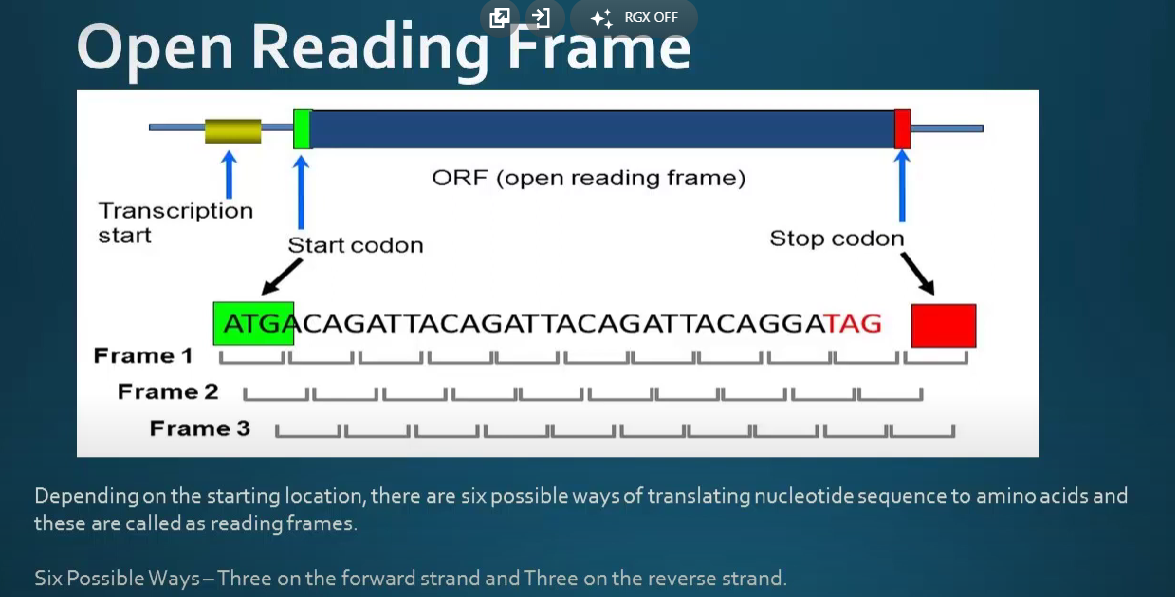 RGX OFF
Open Reading Frame
ORF (open reading frame)
Transcription
start
Start codon
Stop codon
ATGACAGATTACAGATTACAGATTACAGGATAG
Frame 1
Frame 2
Frame 3
Depending on the starting location, there are six possible ways of translating nucleotide sequence to amino acids and
these are called as reading frames.
Six Possible Ways – Three on the forward strand and Three on the reverse strand.